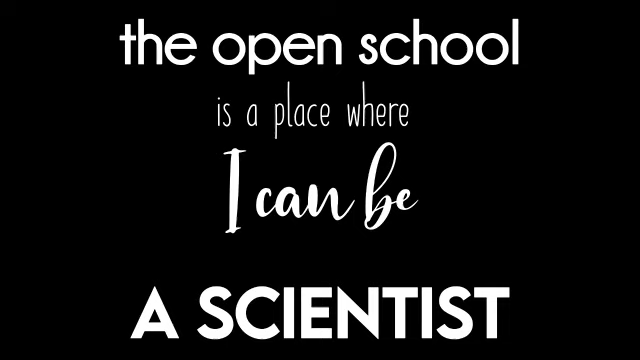 the open school
is a place where
I can be
A SCIENTIST